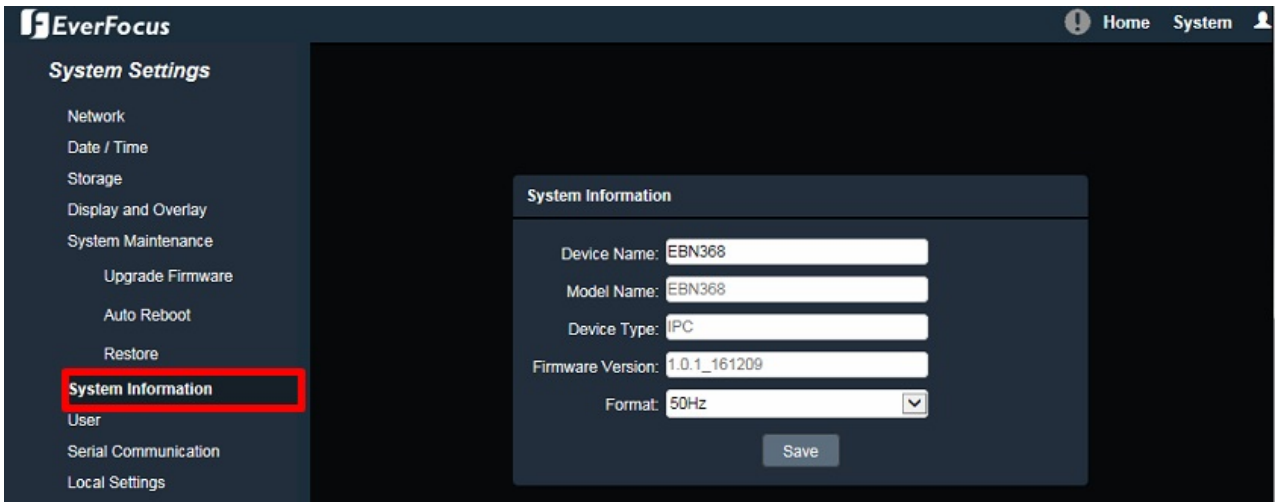 EverFocus
Home System
System Settings
Network
Date / Time
Storage
Display and Overlay
System Maintenance
Upgrade Firmware
Auto Reboot
Restore
System Information
User
Serial Communication
Local Settings
System Information
Device Name: EBN368
Model Name: EBN368
Device Type: IPC
Firmware Version: 1.0.1_161209
Format: 50Hz
Save